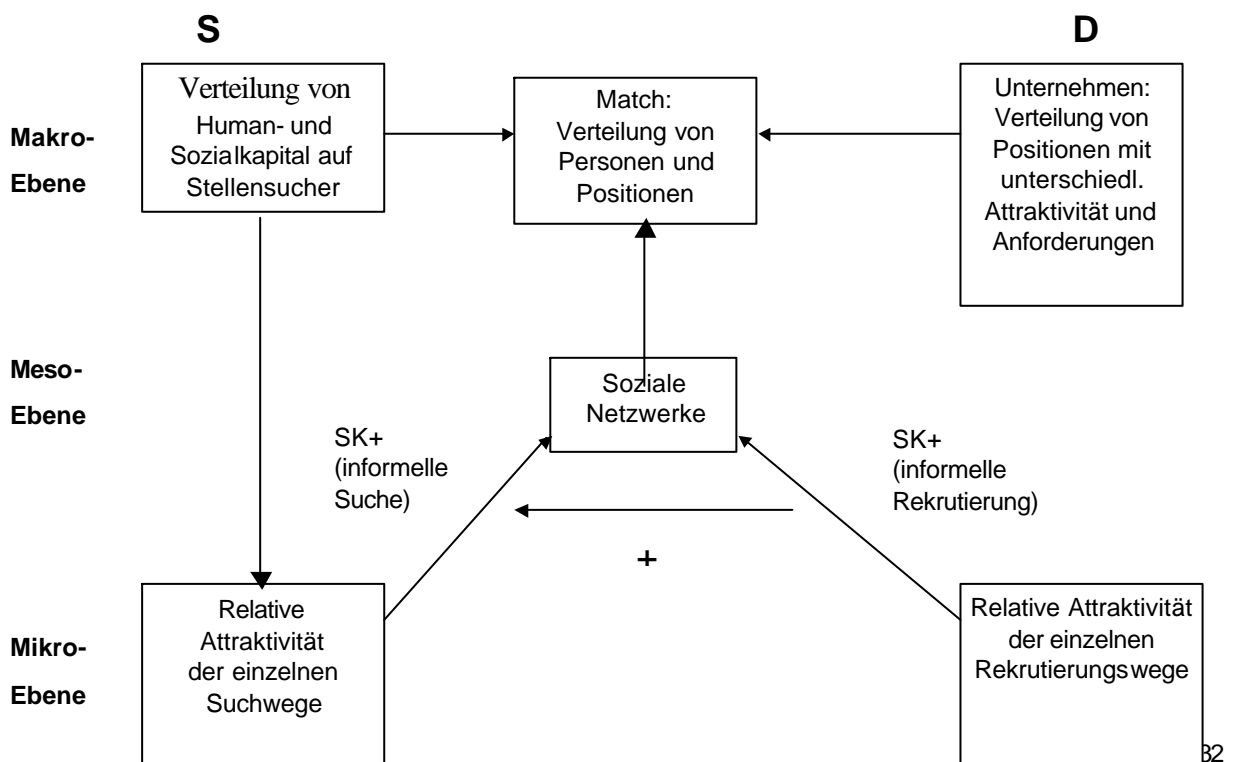 S
D
Makro-
Ebene
Verteilung von
Human- und
Sozialkapital auf
Stellensucher
Match:
Verteilung von
Personen und
Positionen
Unternehmen:
Verteilung von
Positionen mit
unterschiedl.
Attraktivität und
Anforderungen
Meso-
Ebene
Soziale
Netzwerke
SK+
(informelle
Suche)
SK+
(informelle
Rekrutierung)
+
Mikro-
Ebene
Relative
Attraktivität
der einzelnen
Suchwege
Relative Attraktivität
der einzelnen
Rekrutierungswege
32